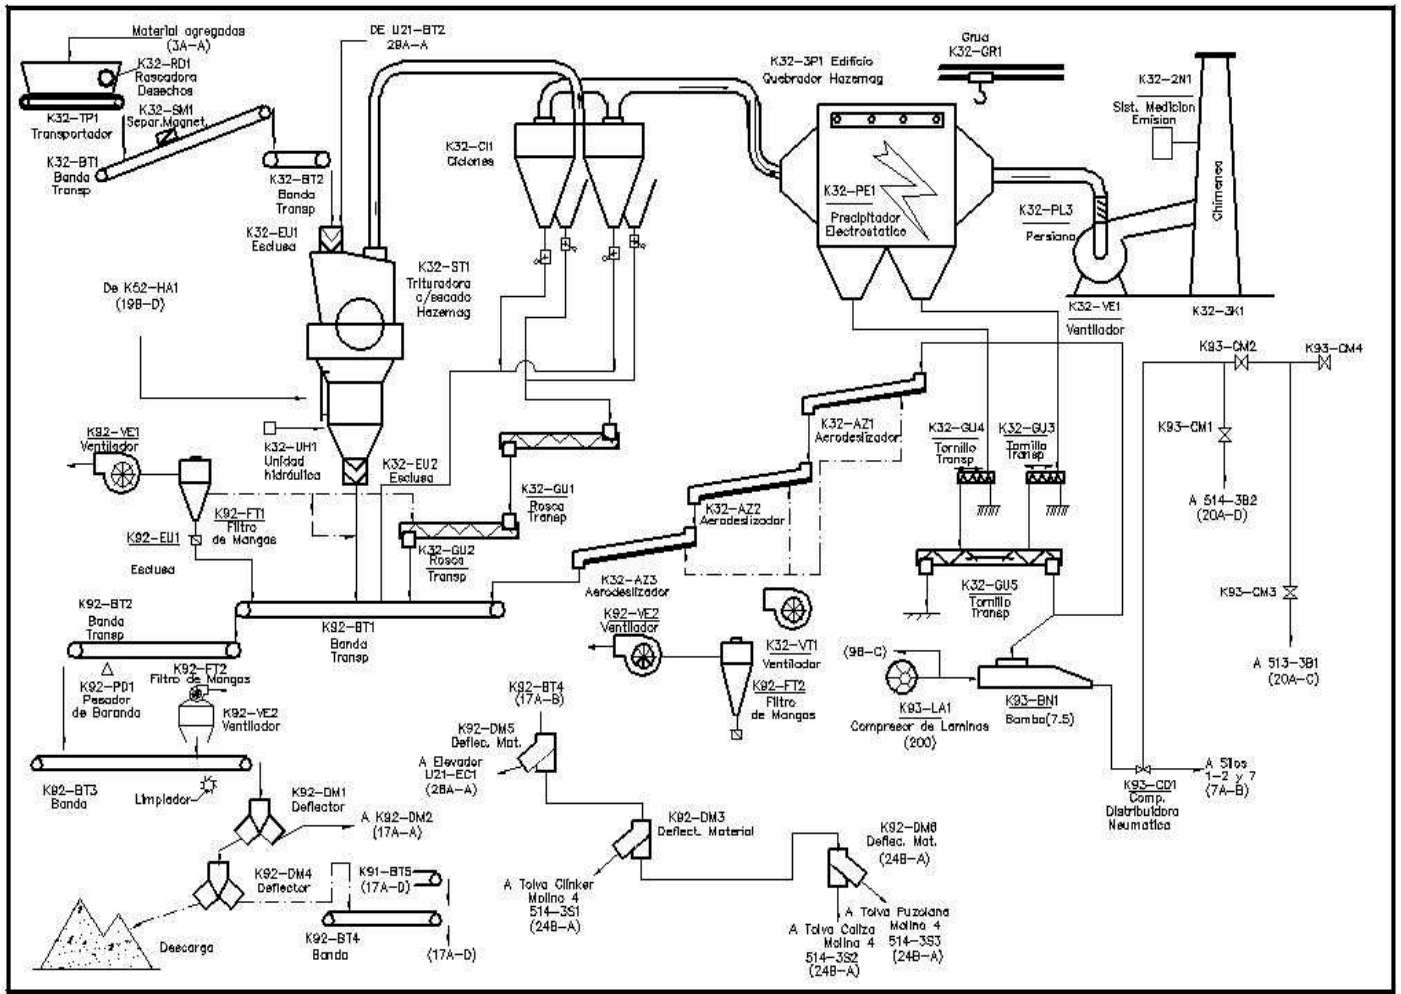 Material agregadas
(3A-A)
K32-RD1
Rascadora
Desechos
K32-TP1
Transportador
K32-SM1
Separ.Magnet.
K32-BT1
Banda
Transp
K32-BT2
Banda
Transp
DE U21-BT2
28A-A
K32-EU1
Esclusa
K32-ST1
Trituradora
c/secado
Hazemag
De K52-HA1
(19B-D)
K32-CI1
Ciclones
K32-3P1 Edificio
Quebrador Hazemag
Grua
K32-GR1
K32-PE1
Precipitador
Electrostatico
K32-2N1
Sist. Medicion
Emision
Chimenea
K32-PL3
Persiana
K32-VE1
Ventilador
K32-3K1
K93-CM2
K93-CM4
K93-CM1
A 514-3B2
(20A-D)
K93-CM3
A 513-3B1
(20A-C)
K92-VE1
Ventilador
K32-UH1
Unidad
hidráulica
K32-EU2
Esclusa
K92-FT1
Filtro
de Mangas
K92-EU1
Esclusa
K32-GU1
Rosca
Transp
K32-GU2
Rosca
Transp
K32-AZ1
Aerodeslizador
K32-AZ2
Aerodeslizador
K32-AZ3
Aerodeslizador
K32-GU4
Tornillo
Transp
K32-GU3
Tornillo
Transp
K32-GU5
Tornillo
Transp
K92-BT2
Banda
Transp
K92-BT1
Banda
Transp
K92-PD1
Pesador
de Baranda
K92-FT2
Filtro de Mangas
K92-VE2
Ventilador
K92-BT3
Banda
Limpiador
K92-VE2
Ventilador
K32-VT1
Ventilador
K92-FT2
Filtro
de Mangas
(9B-C)
K93-LA1
Compresor de Laminas
(200)
K93-BN1
Bomba(7.5)
K93-CD1
Comp.
Distribuidora
Neumatica
A Silos
1-2 y 7
(7A-B)
K92-BT4
(17A-B)
K92-DM5
Deflec. Mat.
A Elevador
U21-EC1
(28A-A)
K92-DM1
Deflector
A K92-DM2
(17A-A)
K92-DM3
Deflect. Material
K92-DM6
Deflec. Mat.
(24B-A)
K92-DM4
Deflector
K91-BT5
(17A-D)
K92-BT4
Banda
(17A-D)
Descarga
A Tolva Clinker
Molino 4
514-3S1
(24B-A)
A Tolva Caliza
Molino 4
514-3S2
(24B-A)
A Tolva Puzolana
Molino 4
514-3S3
(24B-A)